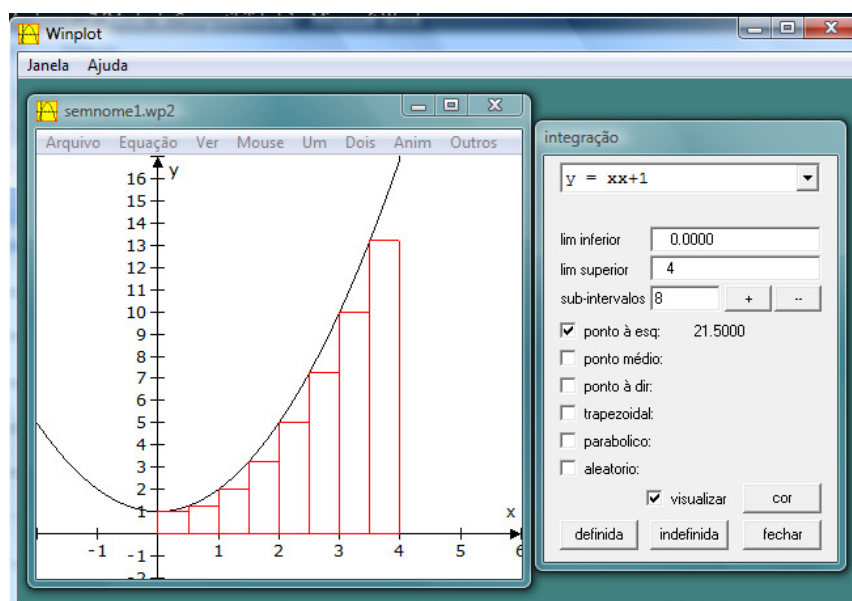 Winplot
Janela Ajuda
semnome1.wp2
Arquivo Equação Ver Mouse Um Dois Anim Outros
y
16
15
14
13
12
11
10
9
8
7
6
5
4
3
2
1
x
-1 1 2 3 4 5 6
-1
-2
integração
y = xx+1
lim inferior 0.0000
lim superior 4
sub-intervalos 8 + --
ponto à esq: 21.5000
ponto médio:
ponto à dir:
trapezoidal:
parabolico:
aleatorio:
visualizar cor
definida indefinida fechar